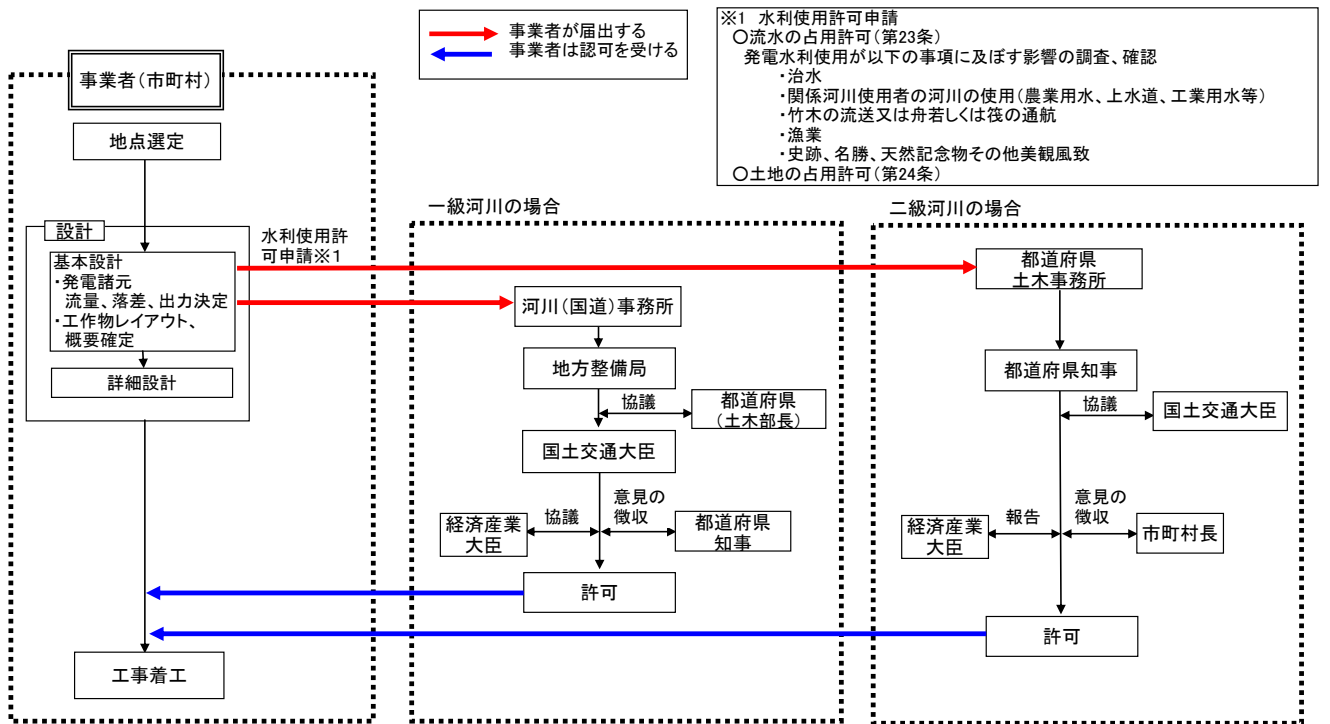 事業者が届出する
事業者は認可を受ける
※1 水利使用許可申請
○流水の占用許可(第23条)
発電水利使用が以下の事項に及ぼす影響の調査、確認
・治水
・関係河川使用者の河川の使用(農業用水、上水道、工業用水等)
・竹木の流送又は舟若しくは筏の通航
・漁業
・史跡、名勝、天然記念物その他美観風致
○土地の占用許可(第24条)
事業者(市町村)
地点選定
設計
基本設計
・発電諸元
流量、落差、出力決定
・工作物レイアウト、
概要確定
詳細設計
工事着工
水利使用許
可申請※1
一級河川の場合
河川(国道)事務所
地方整備局
協議
都道府県
(土木部長)
国土交通大臣
経済産業
大臣
協議
意見の
徴収
都道府県
知事
許可
二級河川の場合
都道府県
土木事務所
都道府県知事
協議
国土交通大臣
経済産業
大臣
報告
意見の
徴収
市町村長
許可